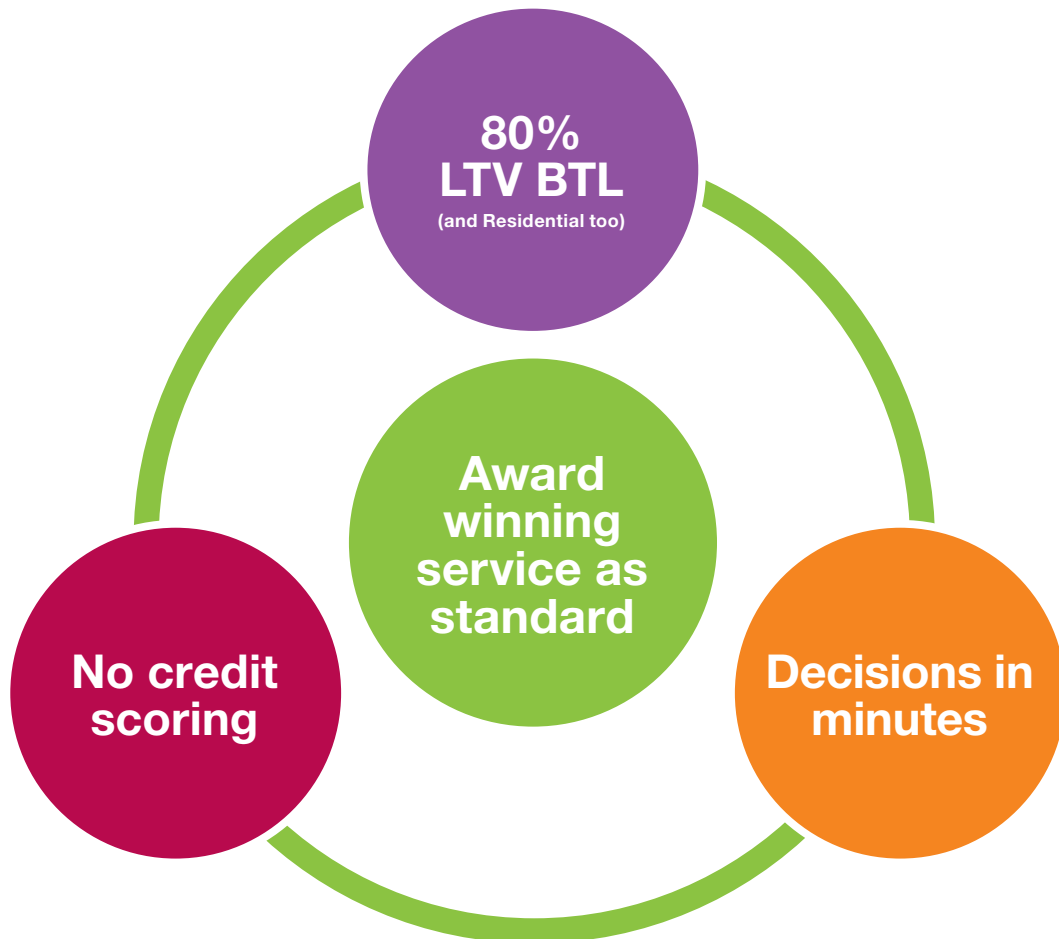 80%
LTV BTL
(and Residential too)
Award
winning
service as
standard
No credit
scoring
Decisions in
minutes